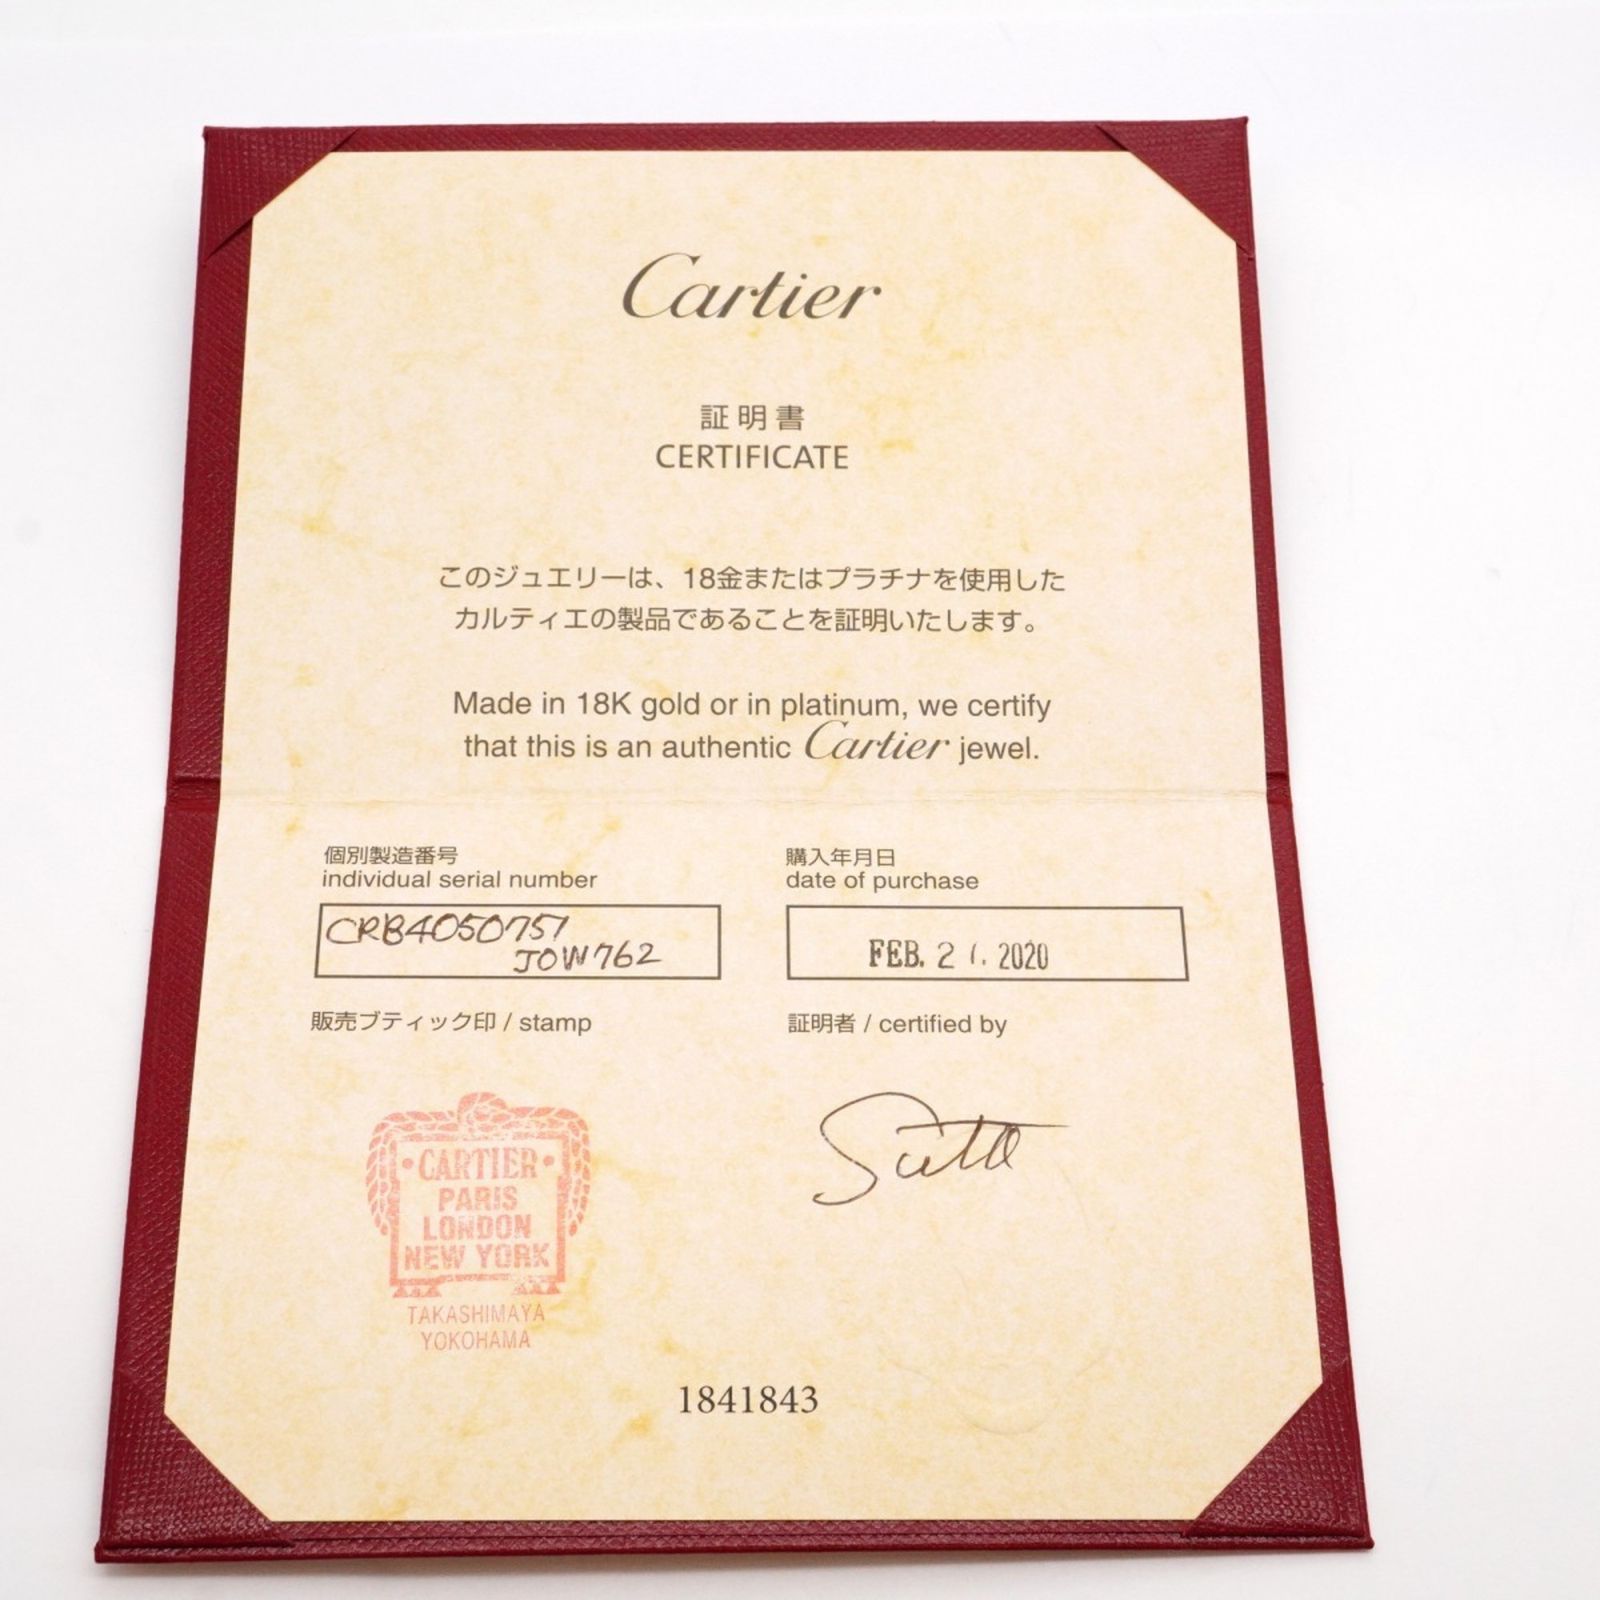 Cartier
証明書
CERTIFICATE
このジュエリーは、18金またはプラチナを使用した
カルティエの製品であることを証明いたします。
Made in 18K gold or in platinum, we certify
that this is an authentic Cartier jewel.
個別製造番号
individual serial number
CRB4050751
JOW762
購入年月日
date of purchase
FEB. 21. 2020
販売ブティック印 / stamp
証明者 / certified by
CARTIER
PARIS
LONDON
NEW YORK
TAKASHIMAYA
YOKOHAMA
1841843